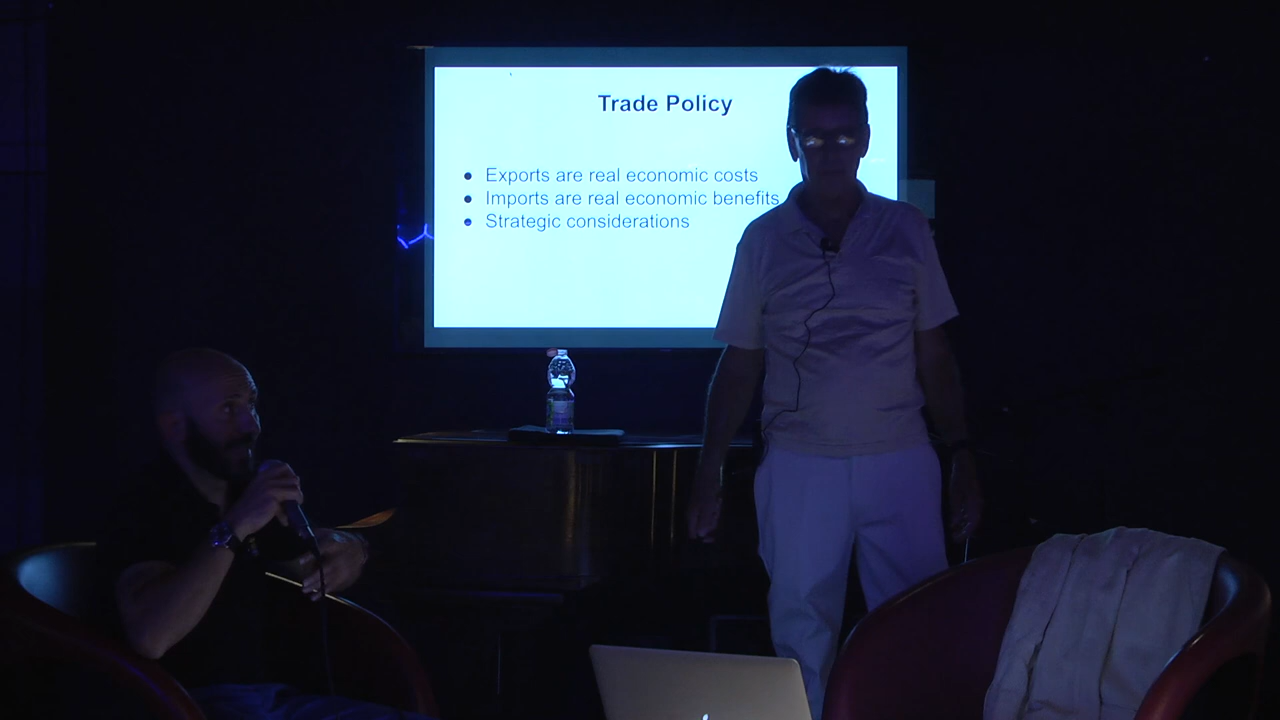 Trade Policy
● Exports are real economic costs
● Imports are real economic benefits
● Strategic considerations